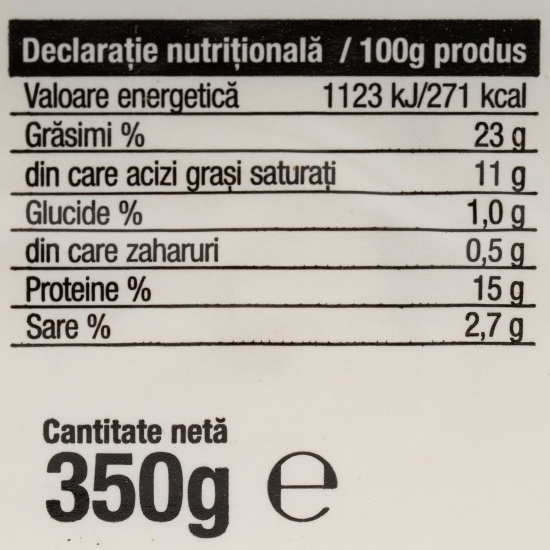 Declarație nutrițională / 100g produs
Valoare energetică 1123 kJ/271 kcal
Grăsimi % 23 g
din care acizi grași saturați 11 g
Glucide % 1,0 g
din care zaharuri 0,5 g
Proteine % 15 g
Sare % 2,7 g
Cantitate netă
350g ℮